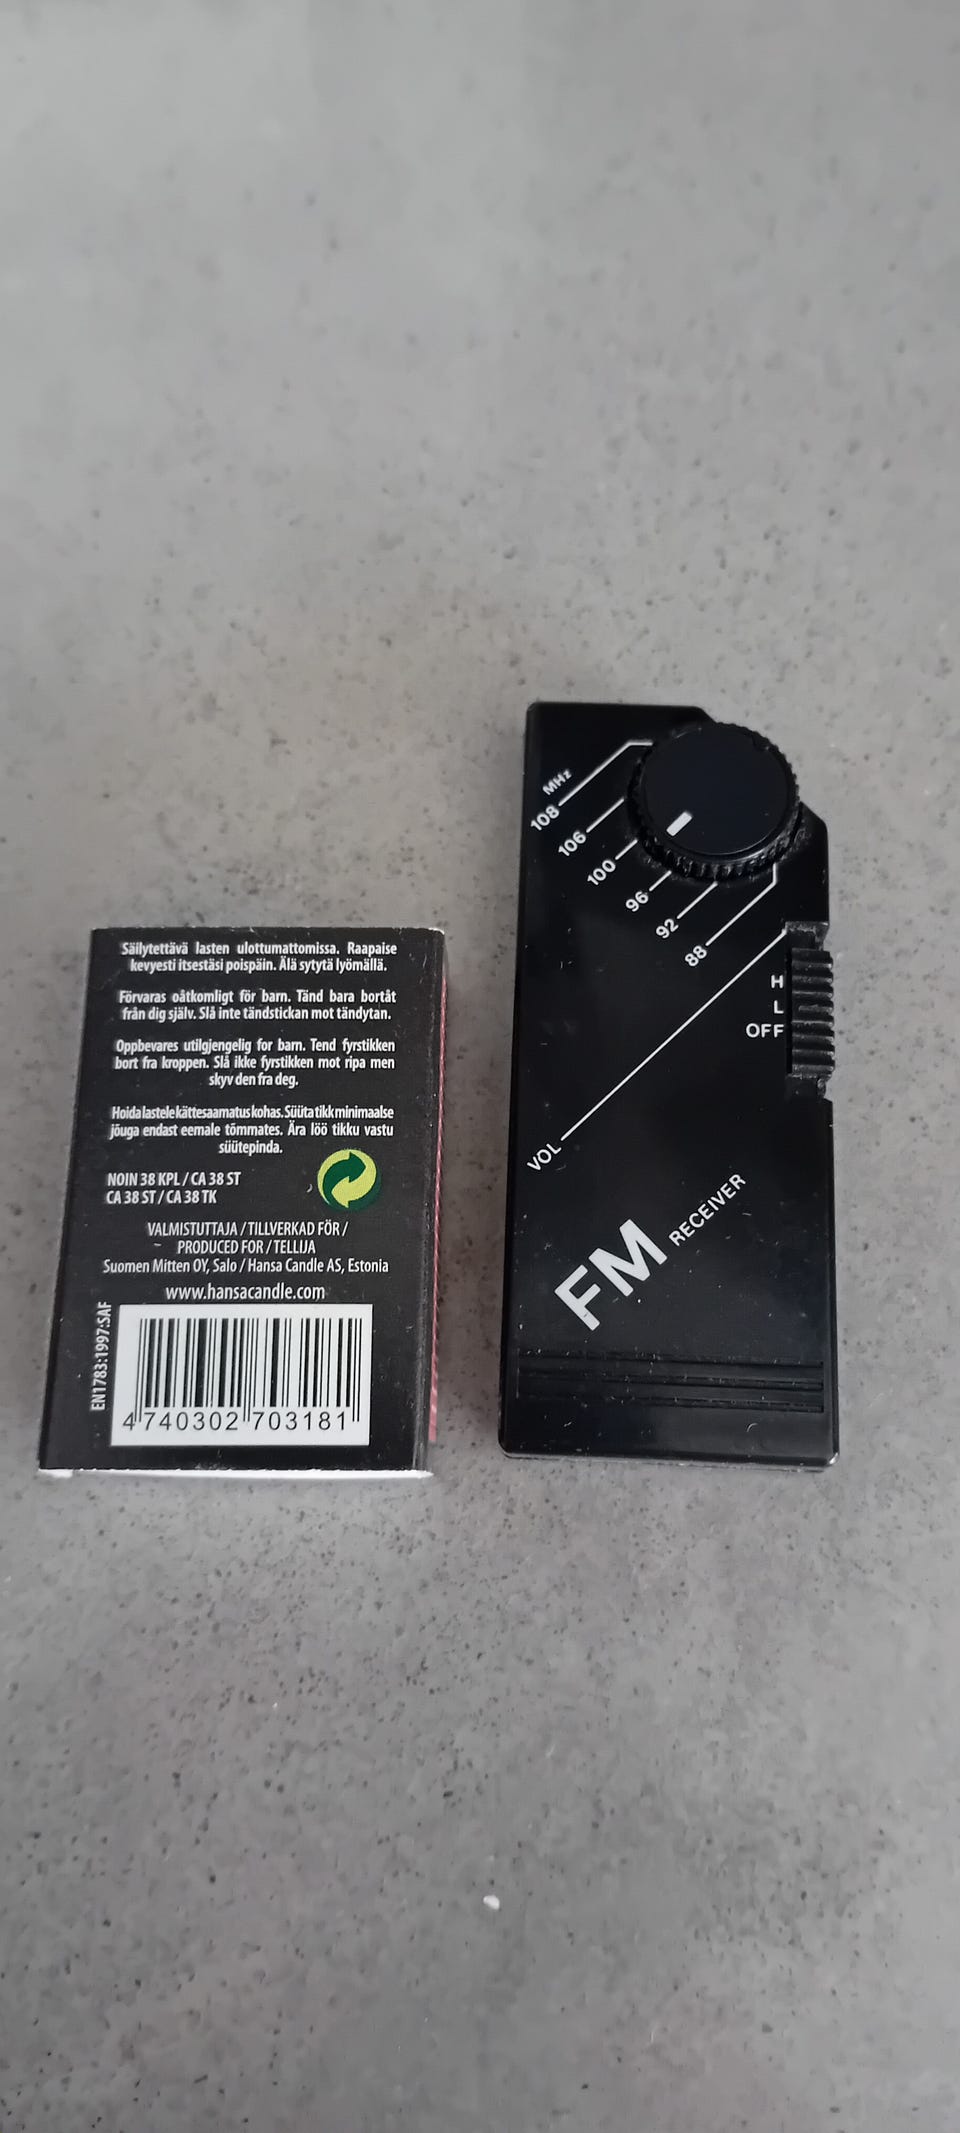 Säilytettävä lasten ulottumattomissa. Raapaise
kevyesti itsestäsi poispäin. Älä sytytä lyömällä.
Förvaras oåtkomligt för barn. Tänd bara bortåt
från dig själv. Slå inte tändstickan mot tändytan.
Oppbevares utilgjengelig for barn. Tend fyrstikken
bort fra kroppen. Slå ikke fyrstikken mot ripa men
skyv den fra deg.
Hoida lastele kättesaamatus kohas. Süüta tikk minimaalse
jõuga endast eemale tõmmates. Ära löö tikku vastu
süütepinda.
NOIN 38 KPL / CA 38 ST
CA 38 ST / CA 38 TK
VALMISTUTTAJA / TILLVERKAD FÖR /
PRODUCED FOR / TELLIJA
Suomen Mitten OY, Salo / Hansa Candle AS, Estonia
www.hansacandle.com
EN1783:1997:SAF
4 740302 703181
MHz
108
106
100
96
92
88
H
L
OFF
VOL
FM RECEIVER